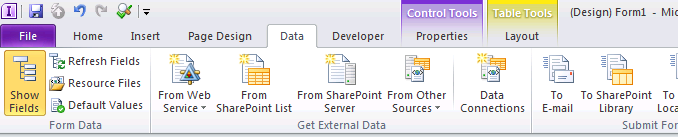 Control Tools Table Tools (Design) Form1 - Mic
File Home Insert Page Design Data Developer Properties Layout
Show Fields
Refresh Fields
Resource Files
Default Values
From Web Service
From SharePoint List
From SharePoint Server
From Other Sources
Data Connections
To E-mail
To SharePoint Library
To Loca
Form Data Get External Data Submit For